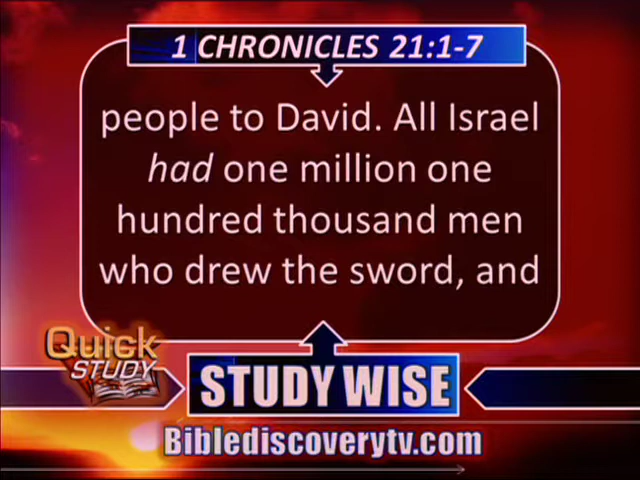 1 CHRONICLES 21:1-7
people to David. All Israel
had one million one
hundred thousand men
who drew the sword, and
Quick
STUDY
STUDY WISE
Biblediscoverytv.com